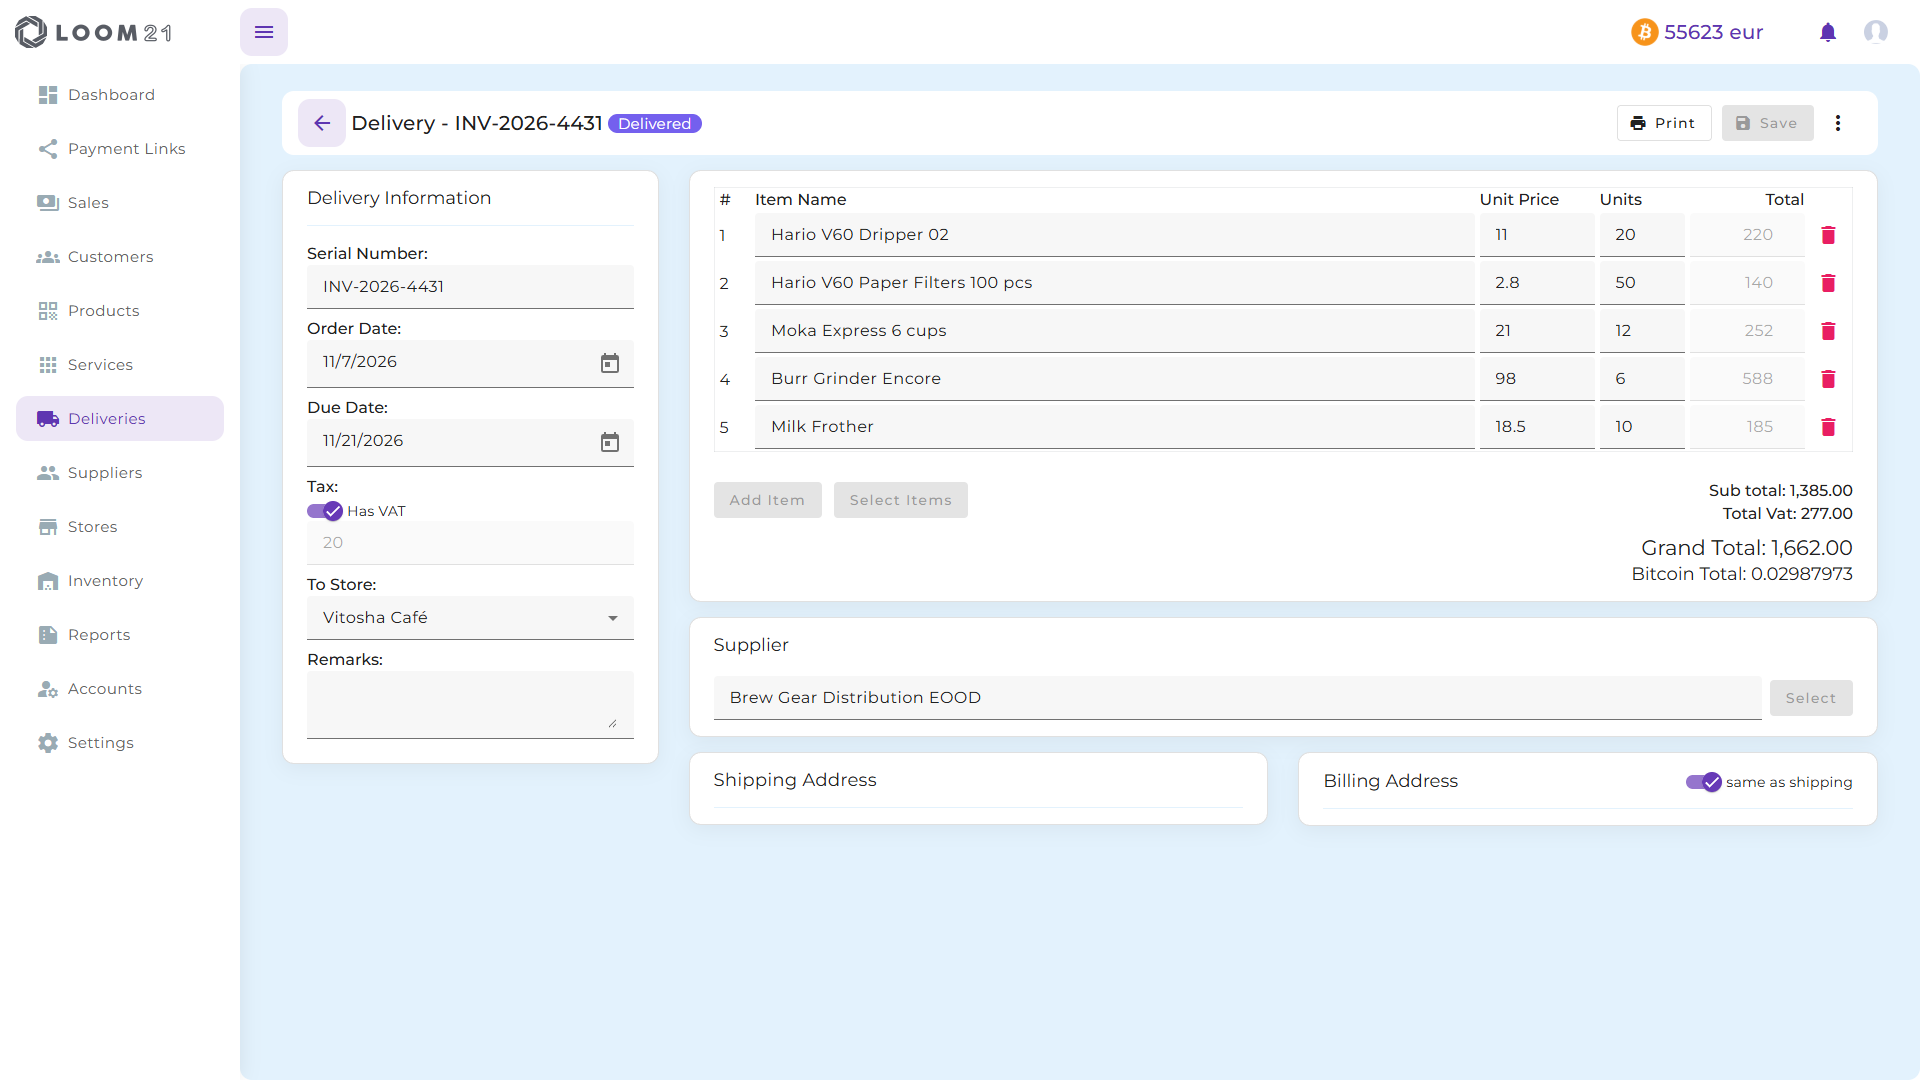 LOOM21
55623 eur
Dashboard
Payment Links
Sales
Customers
Products
Services
Deliveries
Suppliers
Stores
Inventory
Reports
Accounts
Settings
Delivery - INV-2026-4431 Delivered
Print
Save
Delivery Information
Serial Number:
INV-2026-4431
Order Date:
11/7/2026
Due Date:
11/21/2026
Tax:
Has VAT
20
To Store:
Vitosha Café
Remarks:
# Item Name Unit Price Units Total
1 Hario V60 Dripper 02 11 20 220
2 Hario V60 Paper Filters 100 pcs 2.8 50 140
3 Moka Express 6 cups 21 12 252
4 Burr Grinder Encore 98 6 588
5 Milk Frother 18.5 10 185
Add Item
Select Items
Sub total: 1,385.00
Total Vat: 277.00
Grand Total: 1,662.00
Bitcoin Total: 0.02987973
Supplier
Brew Gear Distribution EOOD
Select
Shipping Address
Billing Address
same as shipping